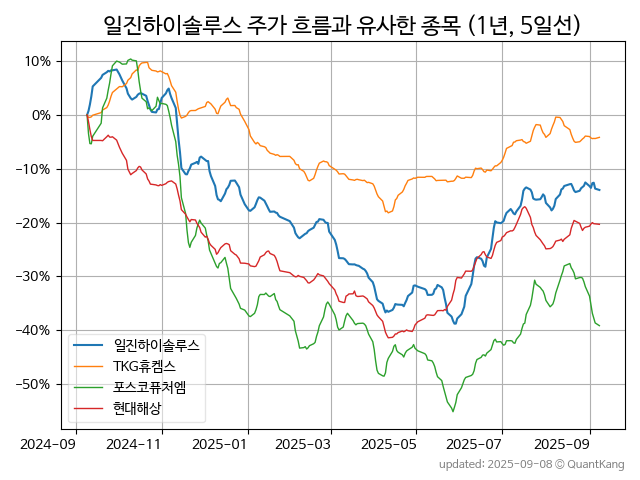 일진하이솔루스 주가 흐름과 유사한 종목 (1년, 5일선)
10%
0%
−10%
−20%
−30%
−40%
−50%
일진하이솔루스
TKG휴켐스
포스코퓨처엠
현대해상
2024-09 2024-11 2025-01 2025-03 2025-05 2025-07 2025-09
updated: 2025-09-08 © QuantKang